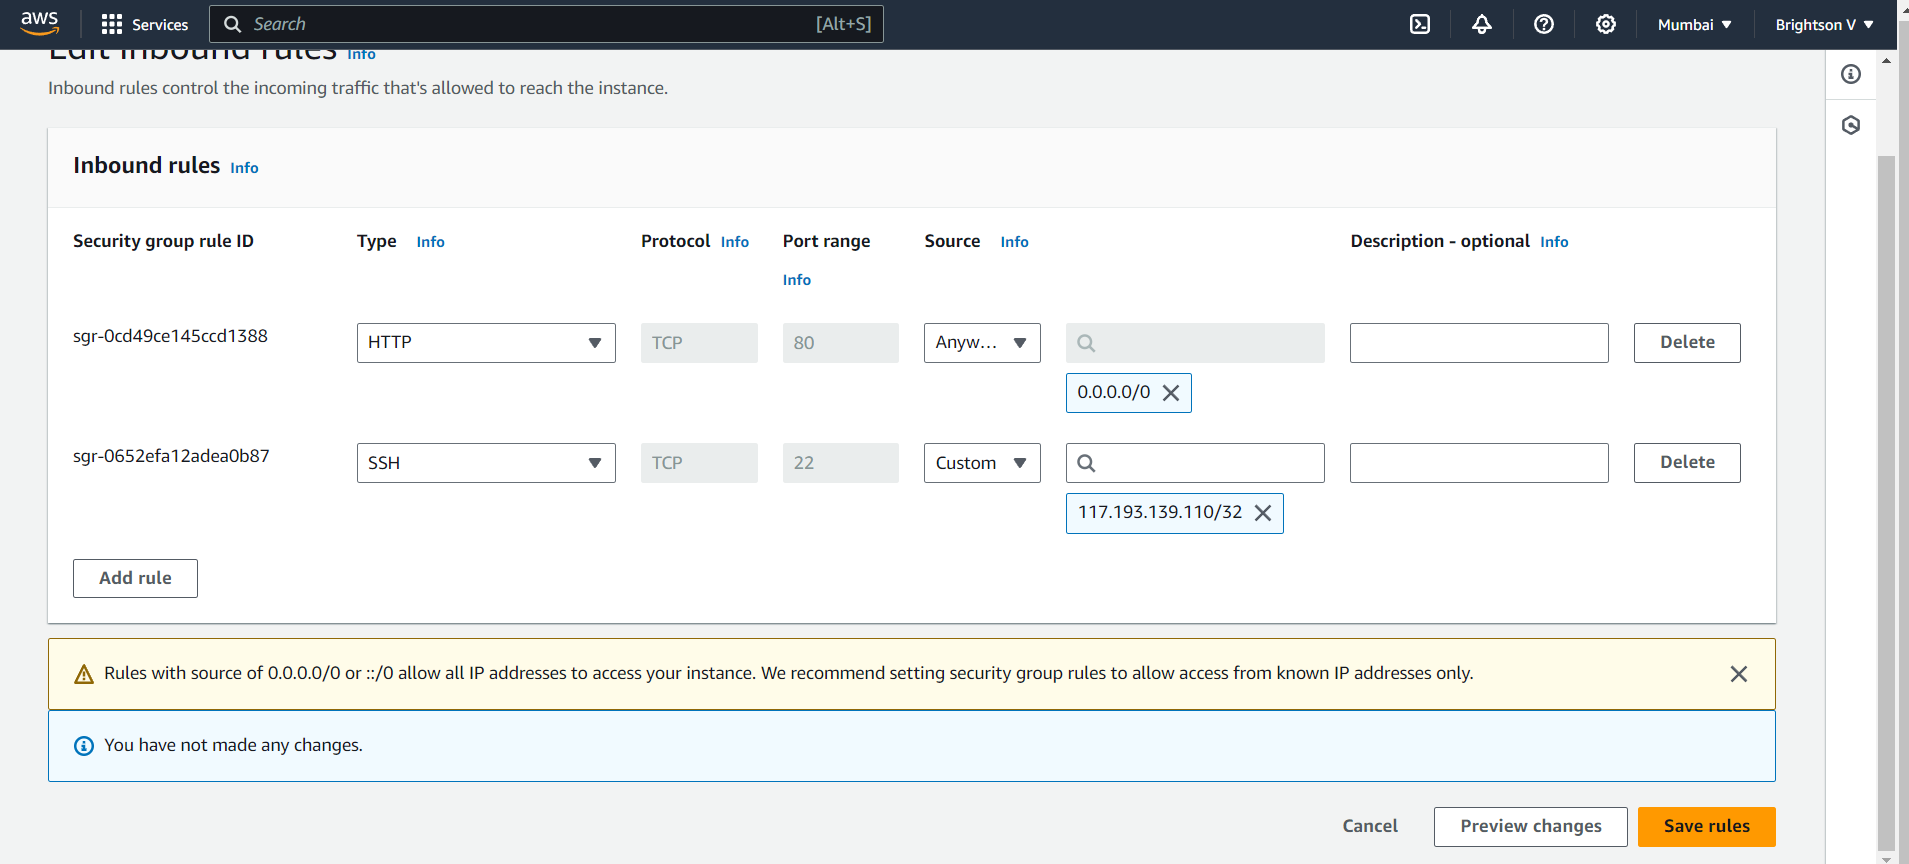 aws Services Search [Alt+S] Mumbai Brightson V
Edit inbound rules Info
Inbound rules control the incoming traffic that's allowed to reach the instance.
Inbound rules Info
Security group rule ID Type Info Protocol Info Port range Source Info Description - optional Info
Info
sgr-0cd49ce145ccd1388 HTTP TCP 80 Anyw... Delete
0.0.0.0/0
sgr-0652efa12adea0b87 SSH TCP 22 Custom Delete
117.193.139.110/32
Add rule
Rules with source of 0.0.0.0/0 or ::/0 allow all IP addresses to access your instance. We recommend setting security group rules to allow access from known IP addresses only.
You have not made any changes.
Cancel Preview changes Save rules